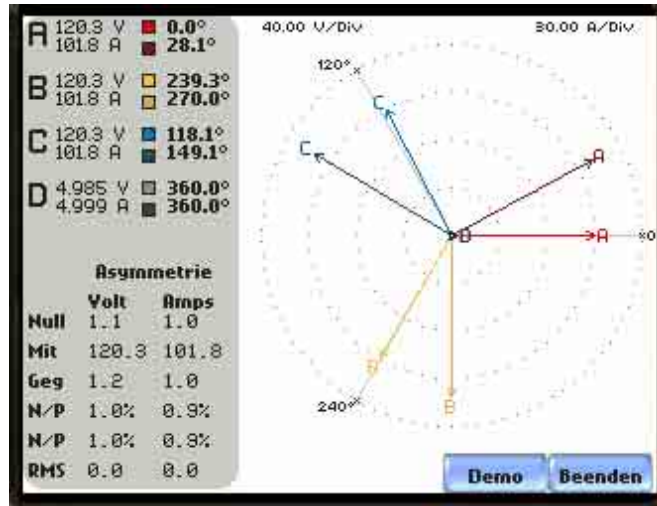 A 120.3 V 0.0°
101.8 A 28.1°
B 120.3 V 239.3°
101.8 A 270.0°
C 120.3 V 118.1°
101.8 A 149.1°
D 4.985 V 360.0°
4.999 A 360.0°
Asymmetrie
Volt Amps
Null 1.1 1.0
Mit 120.3 101.8
Geg 1.2 1.0
N/P 1.0% 0.9%
N/P 1.0% 0.9%
RMS 0.0 0.0
40.00 V/Div 30.00 A/Div
120°
C
C
A
D A 0
B
B
240°
Demo Beenden